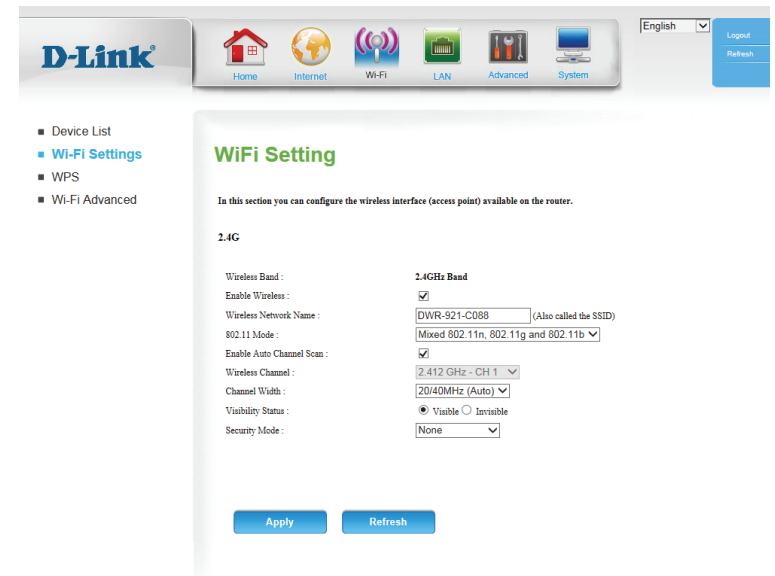 English
Logout
Refresh
D-Link®
Home Internet Wi-Fi LAN Advanced System
Device List
Wi-Fi Settings
WPS
Wi-Fi Advanced
WiFi Setting
In this section you can configure the wireless interface (access point) available on the router.
2.4G
Wireless Band : 2.4GHz Band
Enable Wireless :
Wireless Network Name : DWR-921-C088 (Also called the SSID)
802.11 Mode : Mixed 802.11n, 802.11g and 802.11b
Enable Auto Channel Scan :
Wireless Channel : 2.412 GHz - CH 1
Channel Width : 20/40MHz (Auto)
Visibility Status : Visible Invisible
Security Mode : None
Apply Refresh